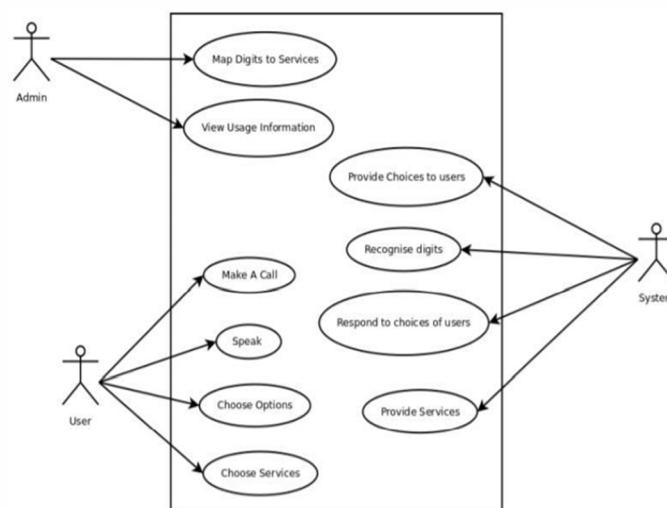 Map Digits to Services
Admin
View Usage Information
Provide Choices to users
Recognise digits
Make A Call
Syste
Respond to choices of users
Speak
Choose Options
Provide Services
User
Choose Services